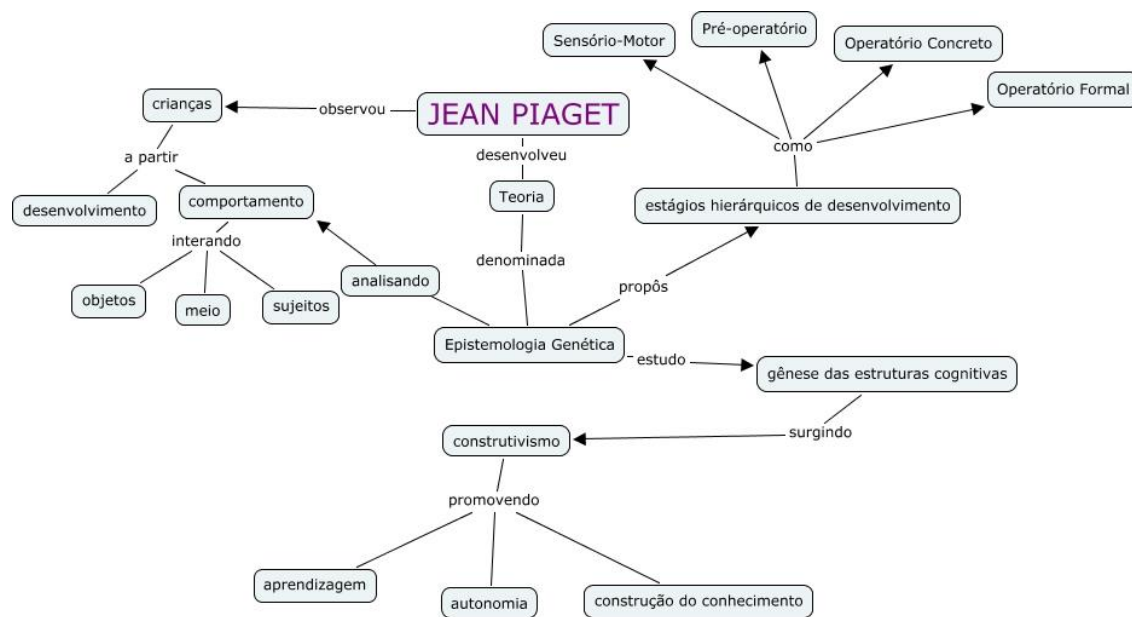 Sensório-Motor
Pré-operatório
Operatório Concreto
Operatório Formal
crianças
observou
JEAN PIAGET
desenvolveu
como
a partir
Teoria
desenvolvimento
comportamento
estágios hierárquicos de desenvolvimento
interando
denominada
analisando
propôs
objetos
meio
sujeitos
Epistemologia Genética
estudo
gênese das estruturas cognitivas
construtivismo
surgindo
promovendo
aprendizagem
autonomia
construção do conhecimento